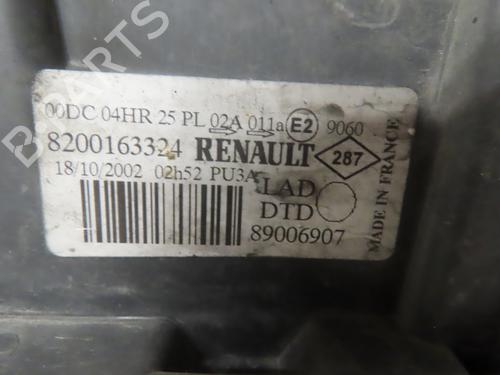 00DC 04HR 25 PL 02A 011a E2 9060
8200163324 RENAULT 287
18/10/2002 02h52 PU3A LAD
DTD
89006907
MADE IN FRANCE
B-PARTS